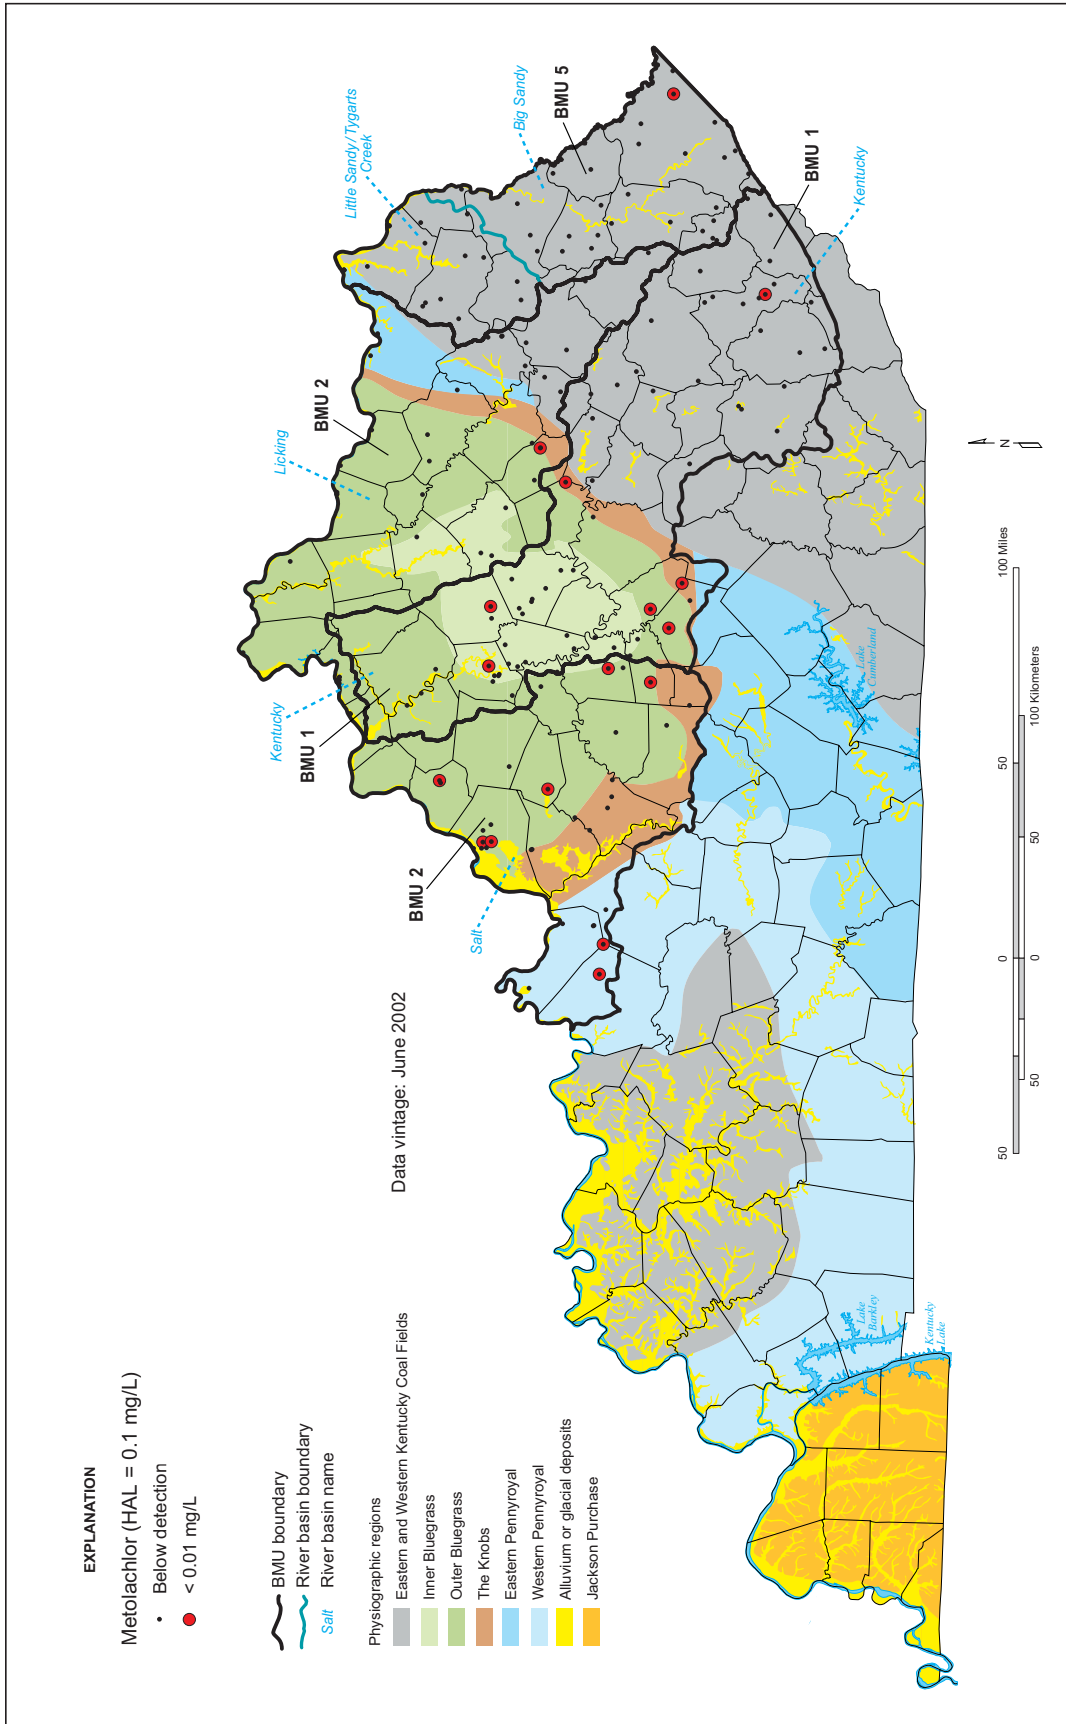 EXPLANATION
Metolachlor (HAL = 0.1 mg/L)
Below detection
< 0.01 mg/L
BMU boundary
River basin boundary
Salt River basin name
Physiographic regions
Eastern and Western Kentucky Coal Fields
Inner Bluegrass
Outer Bluegrass
The Knobs
Eastern Pennyroyal
Western Pennyroyal
Alluvium or glacial deposits
Jackson Purchase
Data vintage: June 2002
Little Sandy/Tygarts
Creek
Big Sandy
BMU 5
BMU 1
Kentucky
BMU 2
Licking
Kentucky
BMU 1
BMU 2
Salt
Lake
Cumberland
Lake
Barkley
Kentucky
Lake
N
50 0 50 100 Miles
50 0 50 100 Kilometers